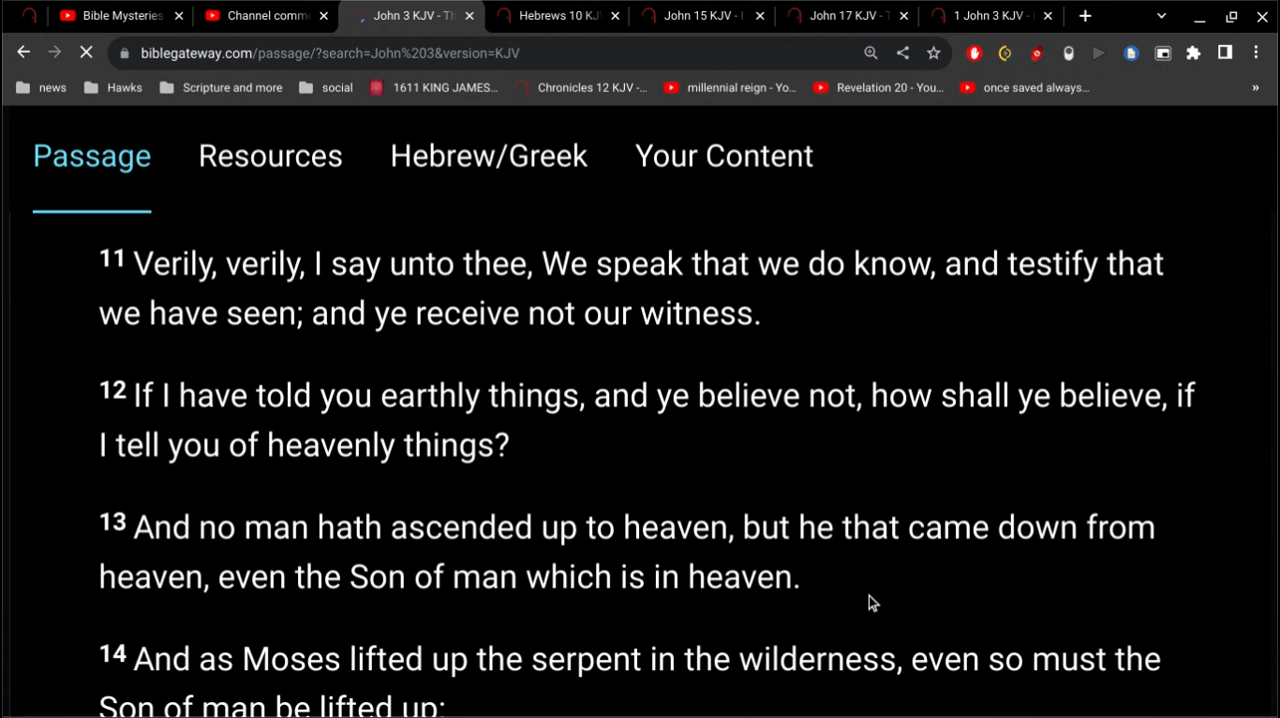 Bible Mysteries
Channel comm
John 3 KJV - Th
Hebrews 10 KJ
John 15 KJV -
John 17 KJV - T
1 John 3 KJV -
biblegateway.com/passage/?search=John%203&version=KJV
news
Hawks
Scripture and more
social
1611 KING JAMES...
Chronicles 12 KJV -...
millennial reign - Yo...
Revelation 20 - You...
once saved always...
»
Passage
Resources
Hebrew/Greek
Your Content
11 Verily, verily, I say unto thee, We speak that we do know, and testify that
we have seen; and ye receive not our witness.
12 If I have told you earthly things, and ye believe not, how shall ye believe, if
I tell you of heavenly things?
13 And no man hath ascended up to heaven, but he that came down from
heaven, even the Son of man which is in heaven.
14 And as Moses lifted up the serpent in the wilderness, even so must the
Son of man be lifted up: